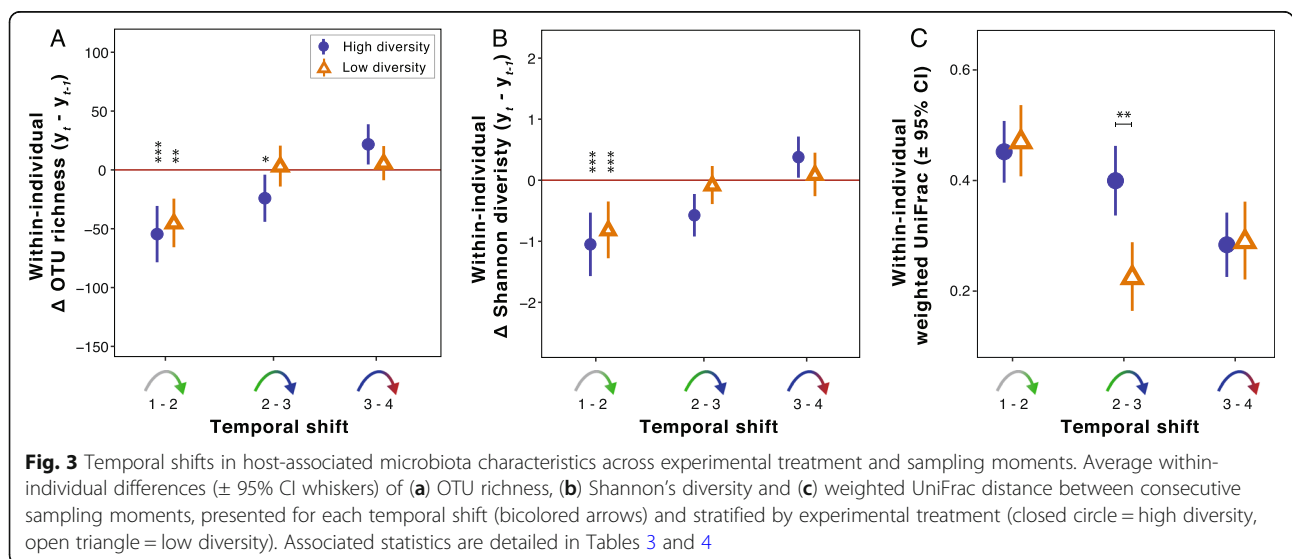 A
Within-individual
Δ OTU richness (yt - yt-1)
100
50
0
−50
−100
−150
High diversity
Low diversity
***
**
*
1 - 2
2 - 3
3 - 4
Temporal shift
B
Within-individual
Δ Shannon diveristy (yt - yt-1)
2
1
0
−1
−2
***
***
1 - 2
2 - 3
3 - 4
Temporal shift
C
Within-individual
weighted UniFrac (± 95% CI)
0.6
0.4
0.2
**
1 - 2
2 - 3
3 - 4
Temporal shift
Fig. 3 Temporal shifts in host-associated microbiota characteristics across experimental treatment and sampling moments. Average within-
individual differences (± 95% CI whiskers) of (a) OTU richness, (b) Shannon's diversity and (c) weighted UniFrac distance between consecutive
sampling moments, presented for each temporal shift (bicolored arrows) and stratified by experimental treatment (closed circle = high diversity,
open triangle = low diversity). Associated statistics are detailed in Tables 3 and 4